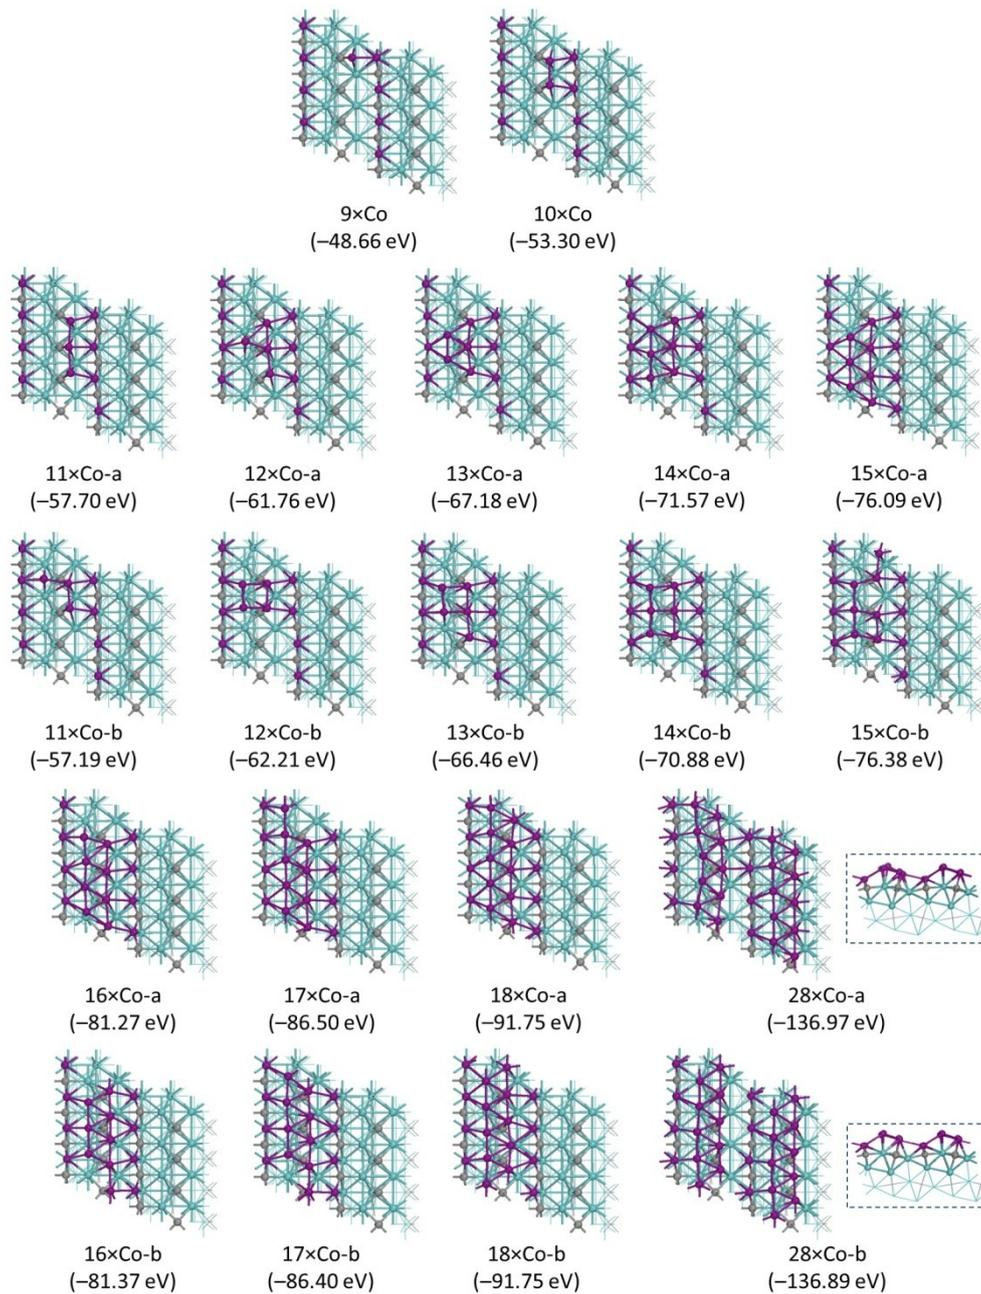 9×Co 10×Co
(−48.66 eV) (−53.30 eV)
11×Co-a 12×Co-a 13×Co-a 14×Co-a 15×Co-a
(−57.70 eV) (−61.76 eV) (−67.18 eV) (−71.57 eV) (−76.09 eV)
11×Co-b 12×Co-b 13×Co-b 14×Co-b 15×Co-b
(−57.19 eV) (−62.21 eV) (−66.46 eV) (−70.88 eV) (−76.38 eV)
16×Co-a 17×Co-a 18×Co-a 28×Co-a
(−81.27 eV) (−86.50 eV) (−91.75 eV) (−136.97 eV)
16×Co-b 17×Co-b 18×Co-b 28×Co-b
(−81.37 eV) (−86.40 eV) (−91.75 eV) (−136.89 eV)